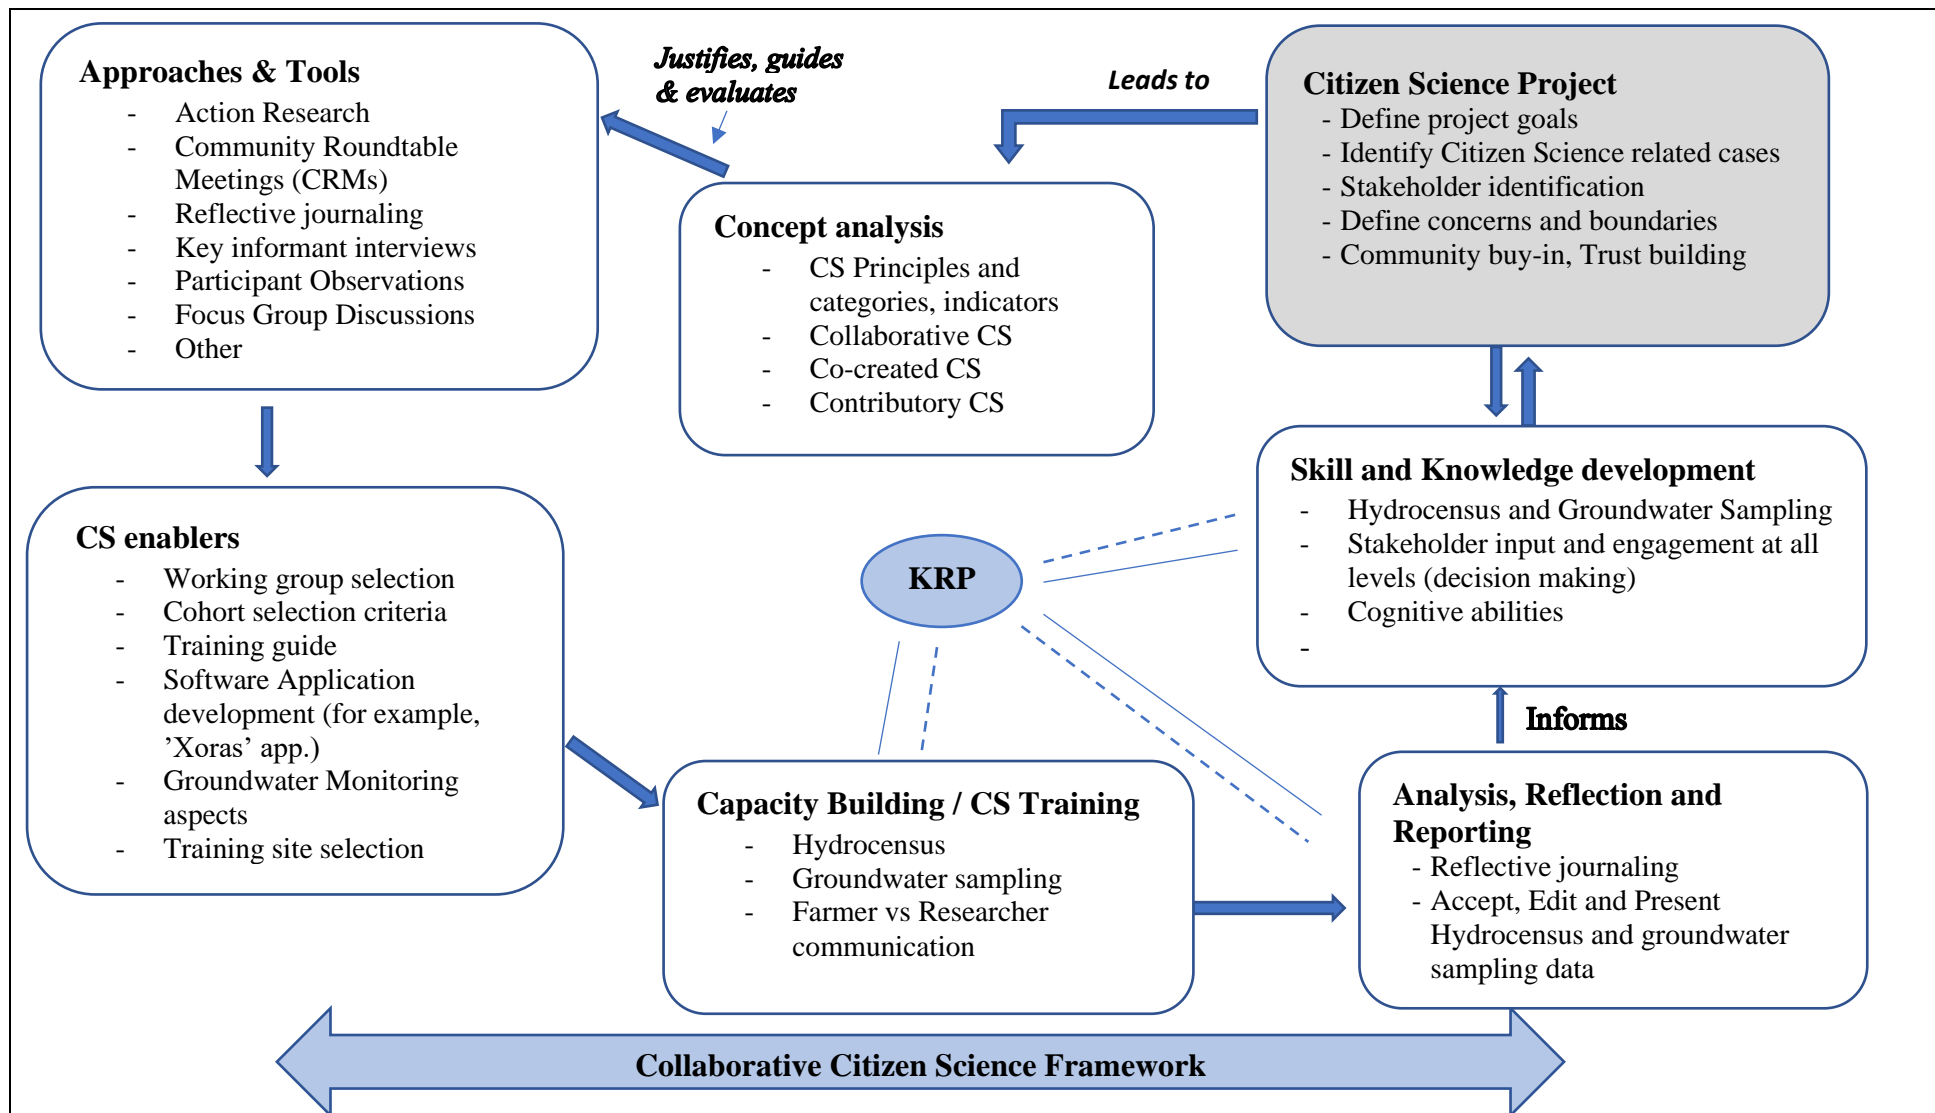 Approaches & Tools
- Action Research
- Community Roundtable
Meetings (CRMs)
- Reflective journaling
- Key informant interviews
- Participant Observations
- Focus Group Discussions
- Other
Justifies, guides
& evaluates
Leads to
Citizen Science Project
- Define project goals
- Identify Citizen Science related cases
- Stakeholder identification
- Define concerns and boundaries
- Community buy-in, Trust building
Concept analysis
- CS Principles and
categories, indicators
- Collaborative CS
- Co-created CS
- Contributory CS
Skill and Knowledge development
- Hydrocensus and Groundwater Sampling
- Stakeholder input and engagement at all
levels (decision making)
- Cognitive abilities
-
CS enablers
- Working group selection
- Cohort selection criteria
- Training guide
- Software Application
development (for example,
’Xoras’ app.)
- Groundwater Monitoring
aspects
- Training site selection
KRP
Informs
Capacity Building / CS Training
- Hydrocensus
- Groundwater sampling
- Farmer vs Researcher
communication
Analysis, Reflection and
Reporting
- Reflective journaling
- Accept, Edit and Present
Hydrocensus and groundwater
sampling data
Collaborative Citizen Science Framework